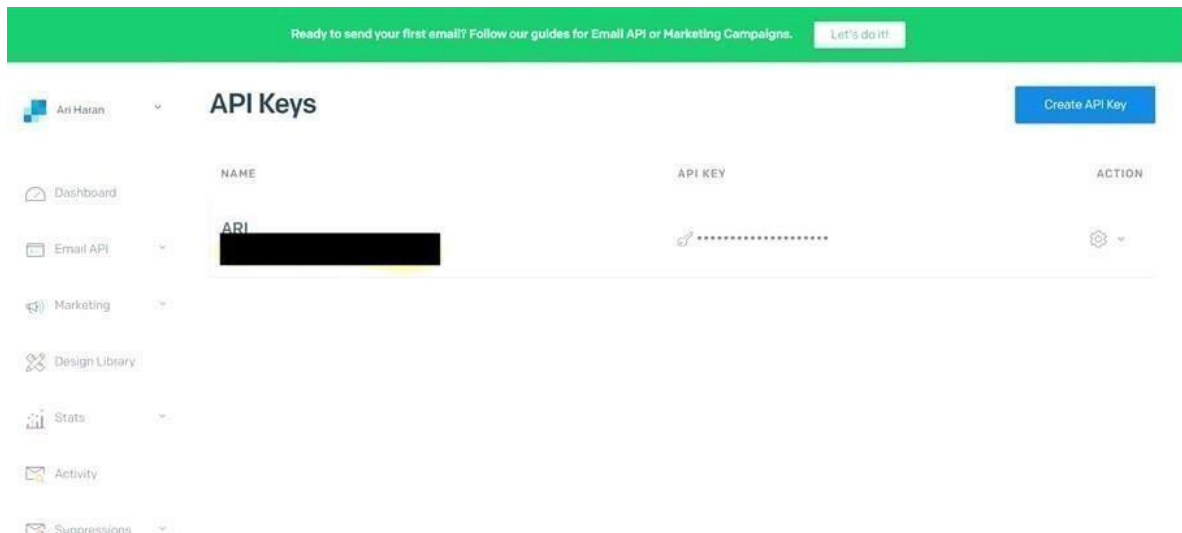 Ready to send your first email? Follow our guides for Email API or Marketing Campaigns. Let's do it!
Ari Haran
API Keys
Create API Key
NAME API KEY ACTION
ARI
Dashboard
Email API
Marketing
Design Library
Stats
Activity
Suppressions